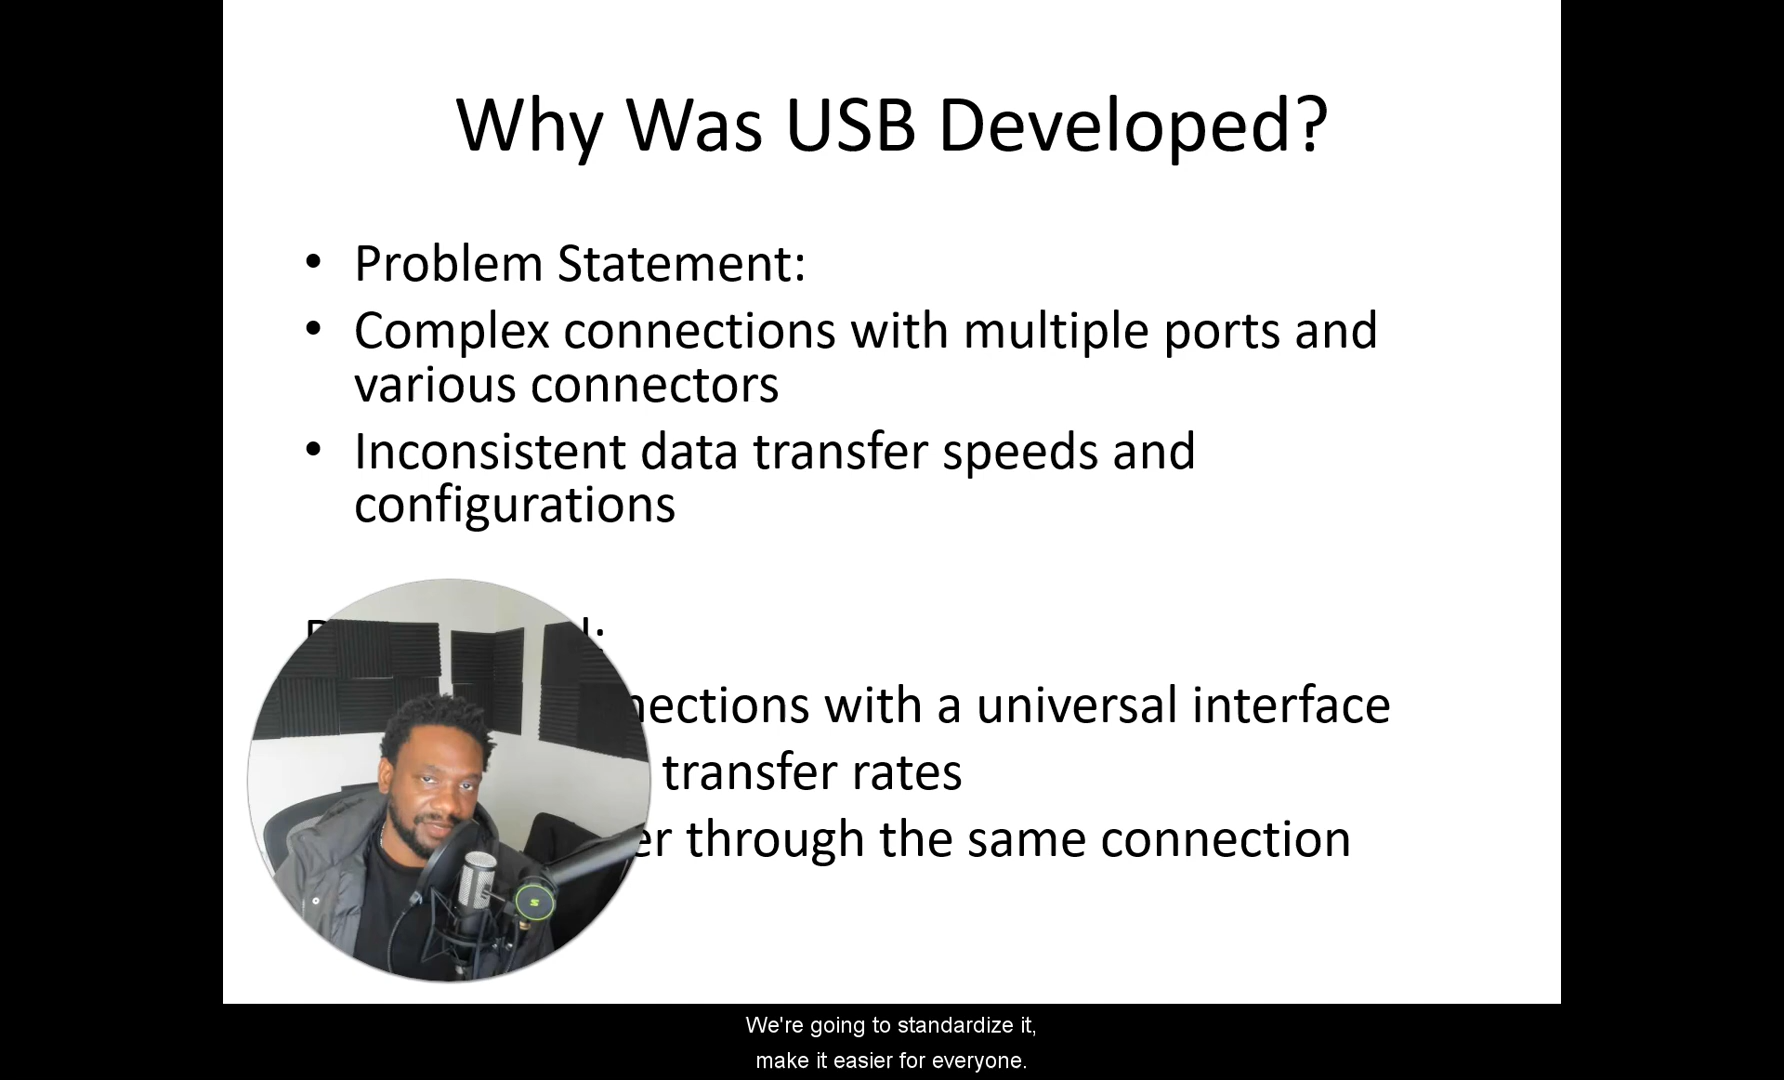 Why Was USB Developed?
• Problem Statement:
• Complex connections with multiple ports and
various connectors
• Inconsistent data transfer speeds and
configurations
with a universal interface
transfer rates
through the same connection
We're going to standardize it,
make it easier for everyone.